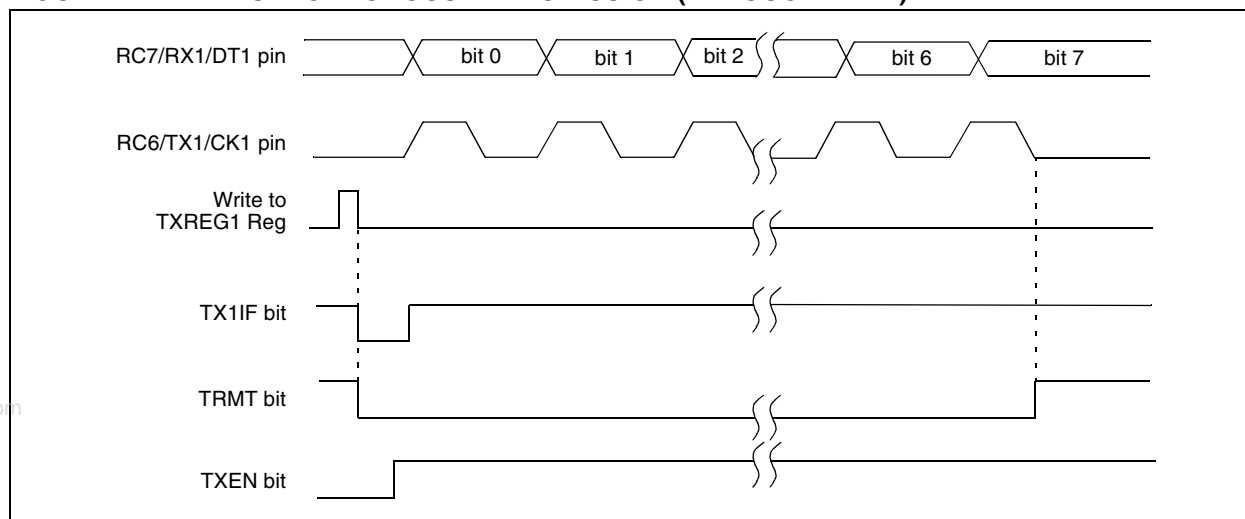 RC7/RX1/DT1 pin
bit 0
bit 1
bit 2
bit 6
bit 7
RC6/TX1/CK1 pin
Write to
TXREG1 Reg
TX1IF bit
TRMT bit
TXEN bit